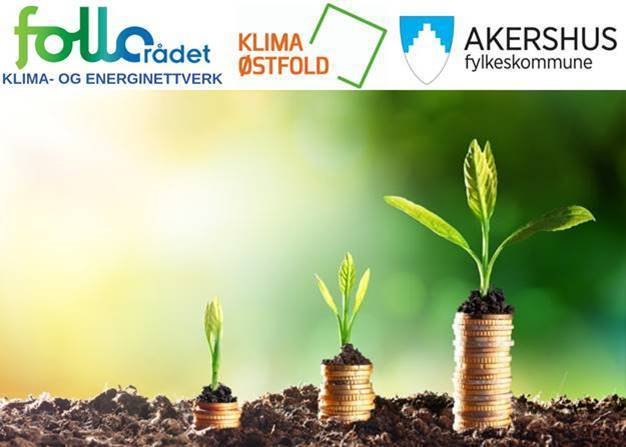 follorådet
KLIMA- OG ENERGINETTVERK
KLIMA
ØSTFOLD
AKERSHUS
fylkeskommune